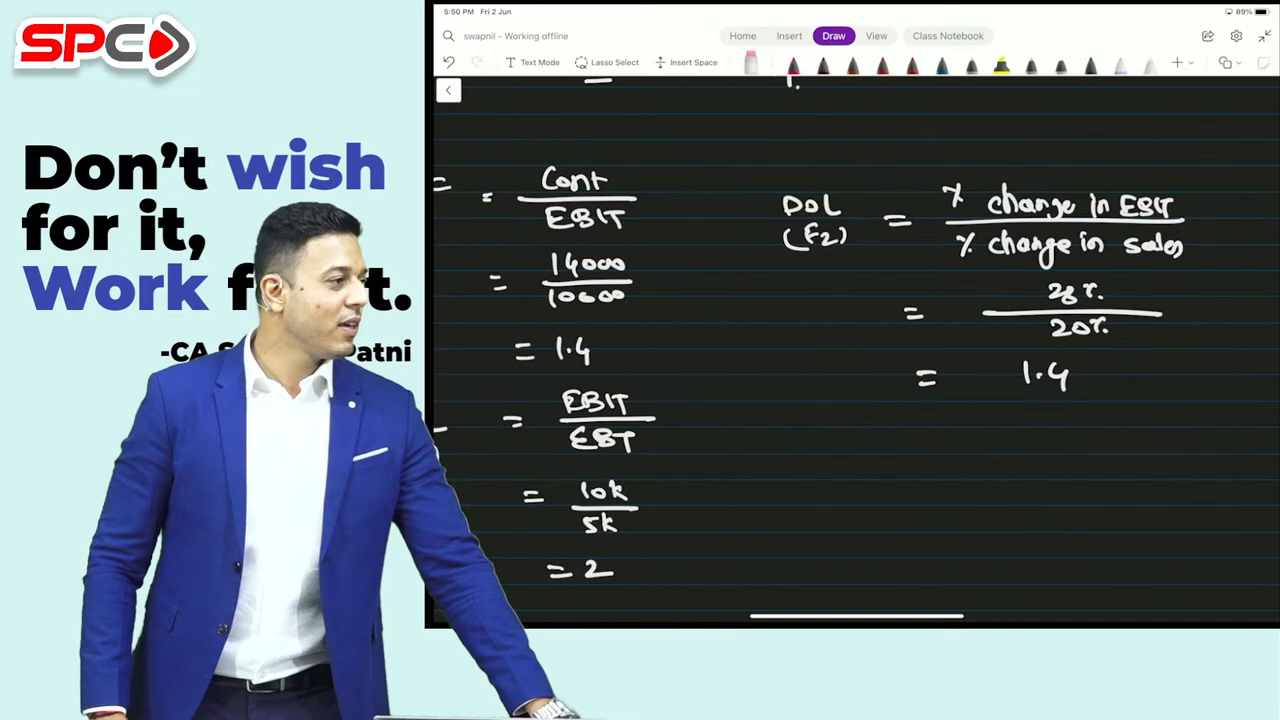 SPC
Don't wish
for it,
Work f t.
-CA S Patni
5:50 PM Fri 2 Jun
89%
swapnil - Working offline
Home Insert Draw View Class Notebook
Text Mode Lasso Select Insert Space
= = Cont
EBIT
= 14000
10000
= 1.4
= EBIT
EBT
= 10k
5k
= 2
DOL = % change in EBIT
(F2) % change in sales
= 28%
20%
= 1.4